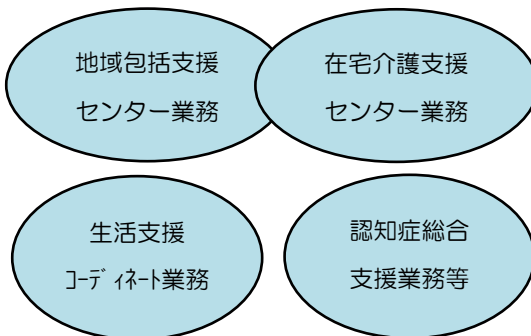 地域包括支援
センター業務
在宅介護支援
センター業務
生活支援
ｺｰﾃﾞｨﾈｰﾄ業務
認知症総合
支援業務等